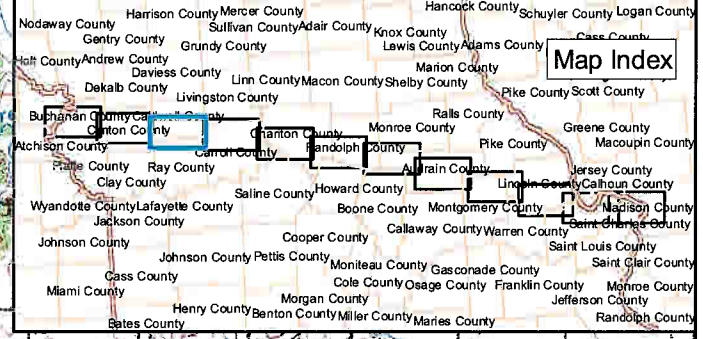 Hancock County
Schuyler County Logan County
Harrison County Mercer County
Nodaway County
Sullivan County Adair County
Knox County
Gentry County
Grundy County
Lewis County Adams County
Cass County
Map Index
Holt County Andrew County
Daviess County
Marion County
Linn County Macon County Shelby County
Dekalb County
Pike County Scott County
Livingston County
Buchanan County Caldwell County
Ralls County
Clinton County
Chariton County
Monroe County
Greene County
Atchison County
Carroll County
Randolph County
Pike County
Macoupin County
Platte County
Ray County
Audrain County
Jersey County
Clay County
Saline County
Howard County
Lincoln County Calhoun County
Wyandotte County Lafayette County
Boone County
Montgomery County
Madison County
Jackson County
Callaway County Warren County
Saint Charles County
Johnson County
Cooper County
Saint Louis County
Johnson County Pettis County
Moniteau County
Gasconade County
Saint Clair County
Cass County
Cole County Osage County Franklin County
Monroe County
Miami County
Morgan County
Jefferson County
Henry County
Benton County Miller County
Maries County
Randolph County
Bates County